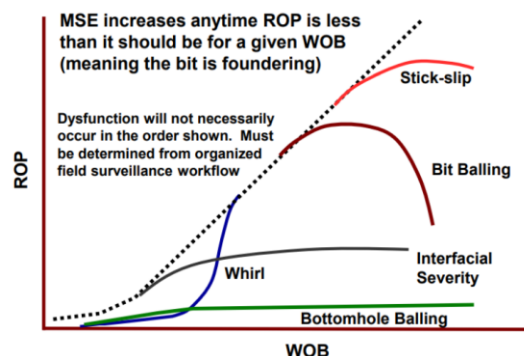 MSE increases anytime ROP is less
than it should be for a given WOB
(meaning the bit is foundering)
Stick-slip
Dysfunction will not necessarily
occur in the order shown.  Must
be determined from organized
field surveillance workflow
ROP
Bit Balling
Whirl
Interfacial
Severity
Bottomhole Balling
WOB